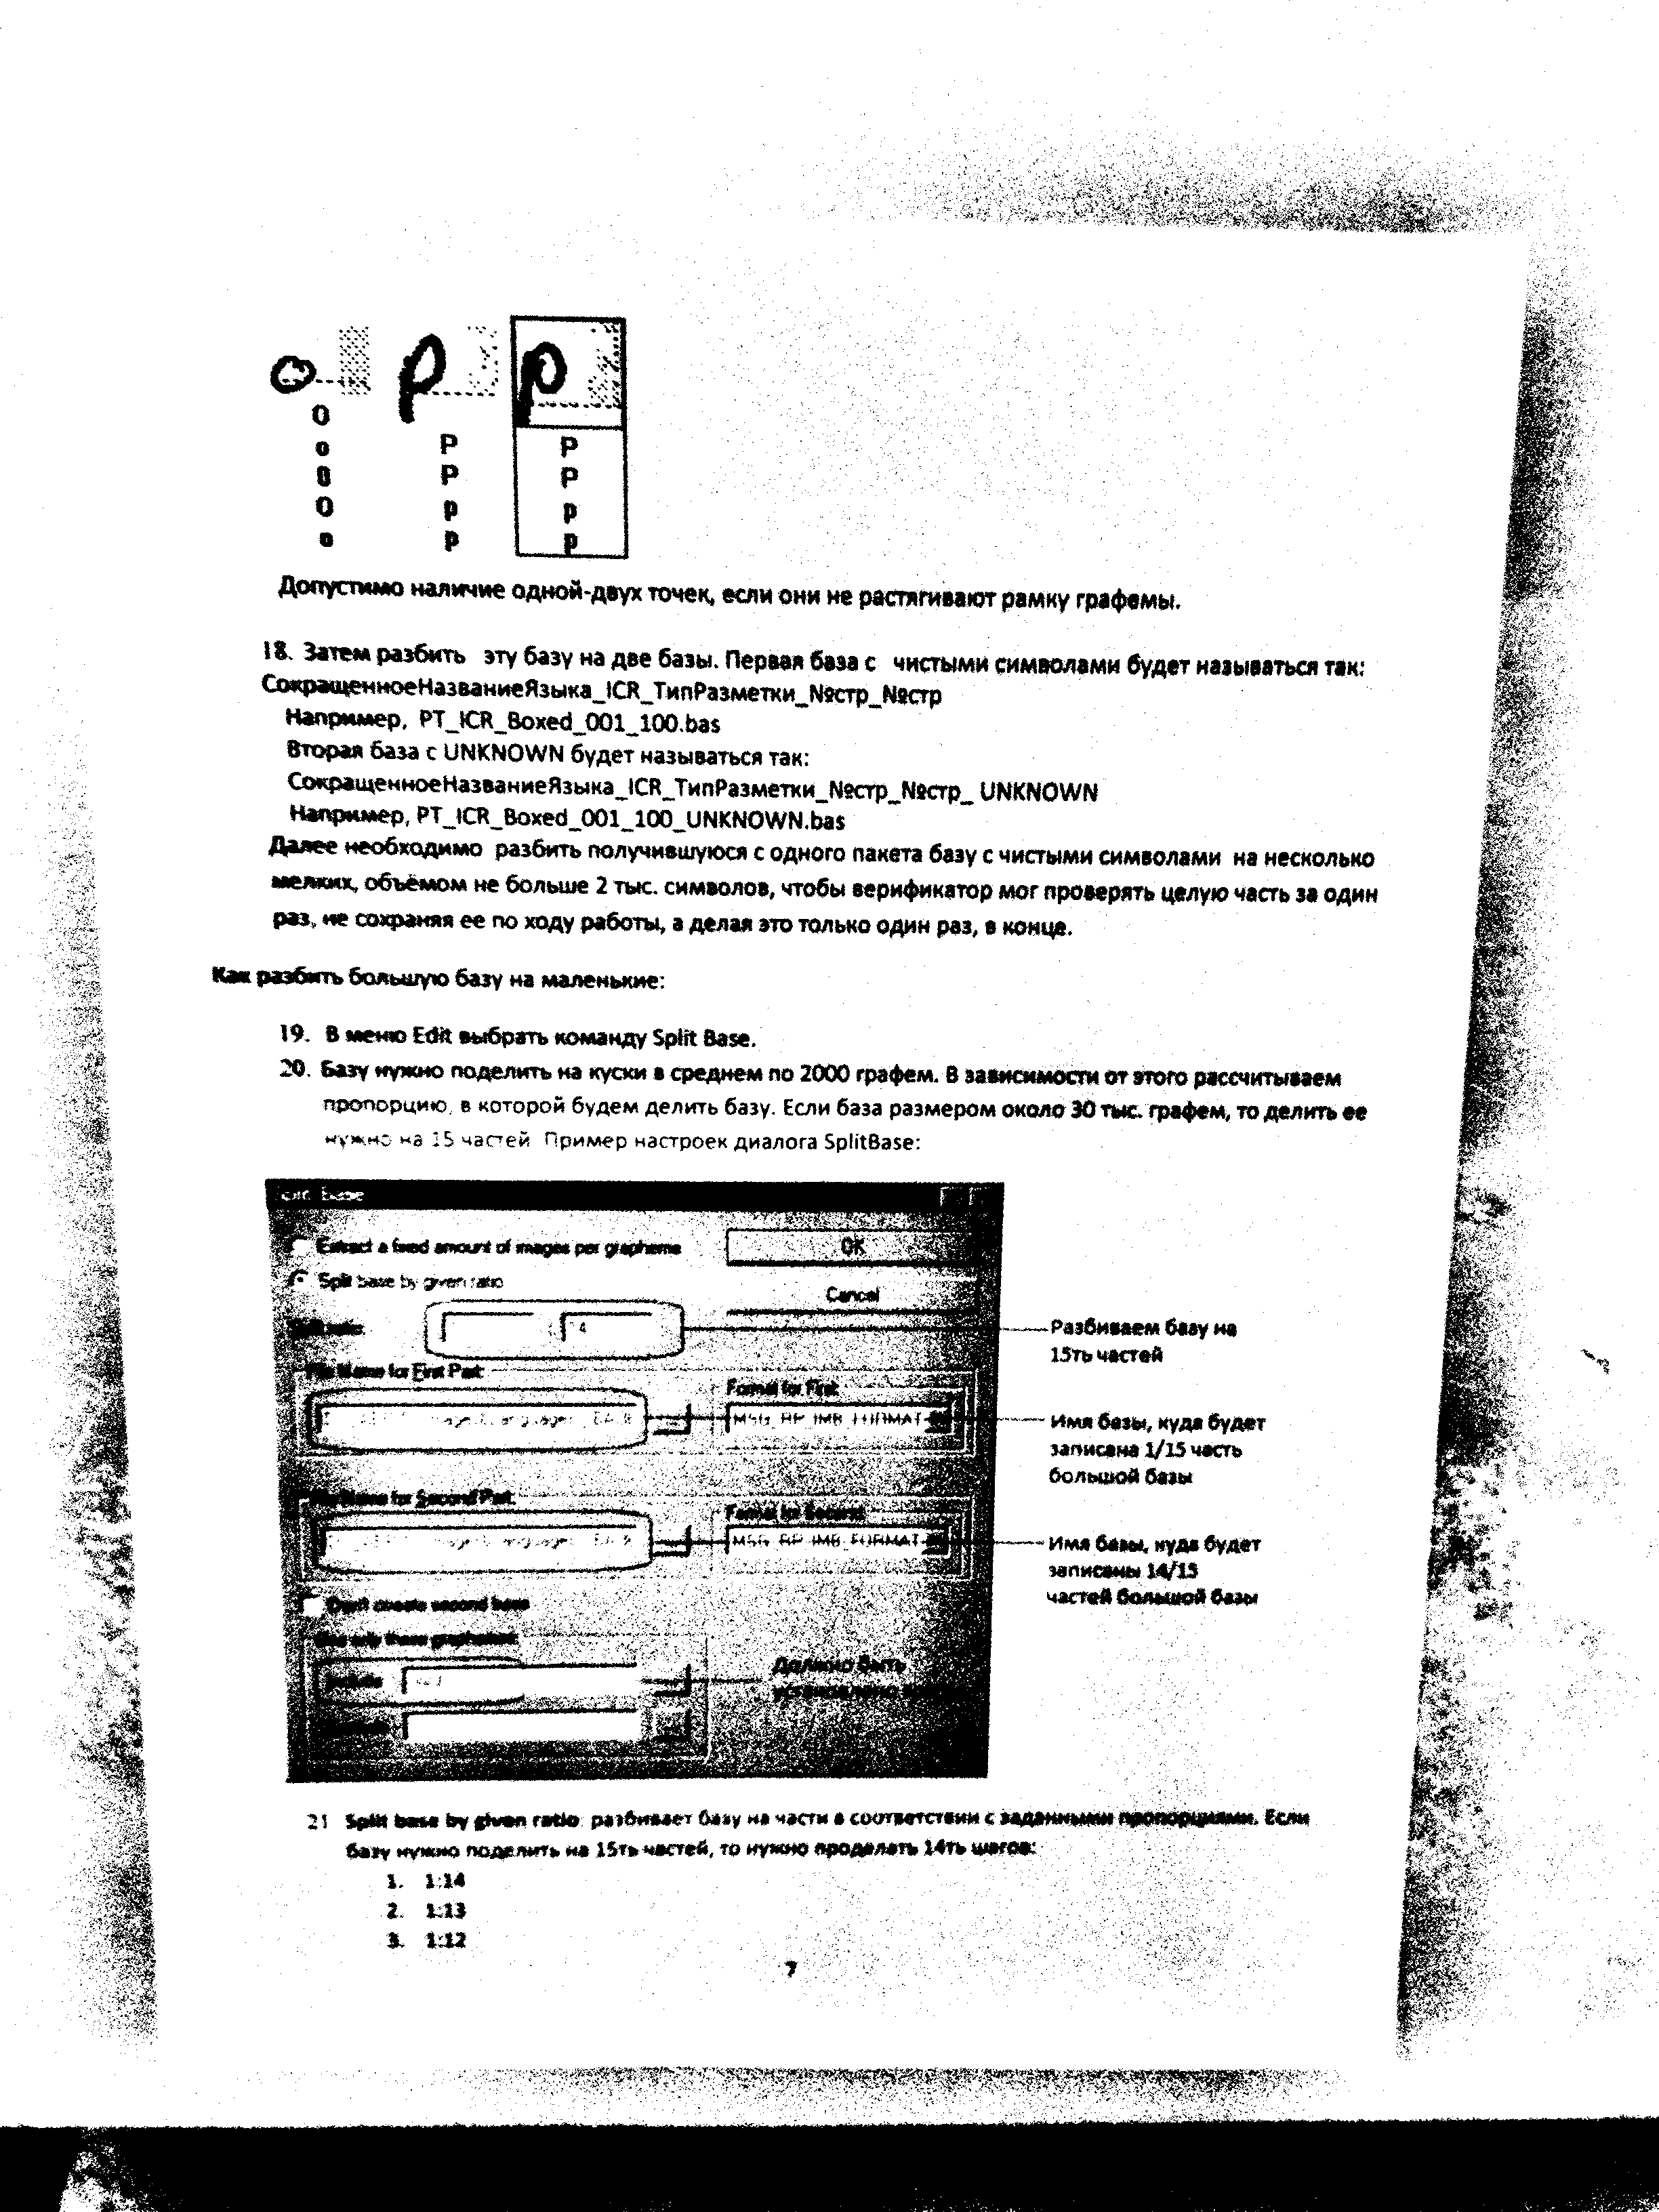 o p p
O
o P P
0 P P
O p p
o p p
Допустимо наличие одной-двух точек, если они не растягивают рамку графемы.
18. Затем разбить эту базу на две базы. Первая база с чистыми символами будет называться так:
СокращенноеНазваниеЯзыка_ICR_ТипРазметки_№стр_№стр
Например, PT_ICR_Boxed_001_100.bas
Вторая база с UNKNOWN будет называться так:
СокращенноеНазваниеЯзыка_ICR_ТипРазметки_№стр_№стр_ UNKNOWN
Например, PT_ICR_Boxed_001_100_UNKNOWN.bas
Далее необходимо разбить получившуюся с одного пакета базу с чистыми символами на несколько
мелких, объёмом не больше 2 тыс. символов, чтобы верификатор мог проверять целую часть за один
раз, не сохраняя ее по ходу работы, а делая это только один раз, в конце.
Как разбить большую базу на маленькие:
19. В меню Edit выбрать команду Split Base.
20. Базу нужно поделить на куски в среднем по 2000 графем. В зависимости от этого рассчитываем
пропорцию, в которой будем делить базу. Если база размером около 30 тыс. графем, то делить ее
нужно на 15 частей. Пример настроек диалога SplitBase:
Split Base
Extract a fixed amount of images per grapheme OK
Split base by given ratio
Cancel
Разбиваем базу на
15ть частей
File Name for First Part:
Format for First:
MSG_RP_IMB_FORMAT
Имя базы, куда будет
записана 1/15 часть
большой базы
File Name for Second Part:
Format for Second:
MSG_RP_IMB_FORMAT
Имя базы, куда будет
записаны 14/15
частей большой базы
Don't create second base
Use only these graphemes:
Include
Должно быть
21 Split base by given ratio: разбивает базу на части в соответствии с заданными пропорциями. Если
базу нужно поделить на 15ть частей, то нужно проделать 14ть шагов:
1. 1:14
2. 1:13
3. 1:12
7